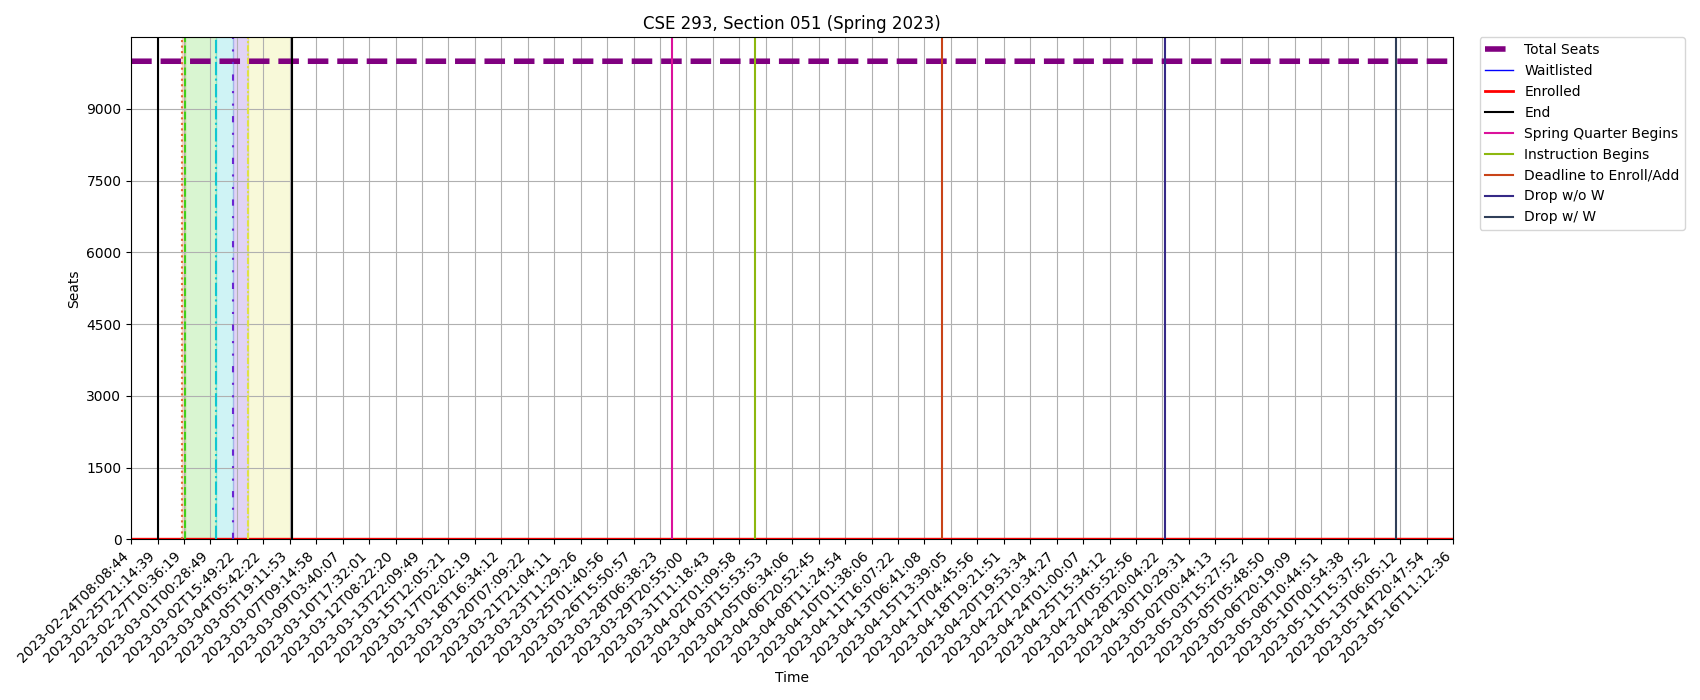 CSE 293, Section 051 (Spring 2023)
Total Seats
Waitlisted
Enrolled
End
Spring Quarter Begins
Instruction Begins
Deadline to Enroll/Add
Drop w/o W
Drop w/ W
9000
7500
6000
4500
3000
1500
0
Seats
2023-02-24T08:08:44
2023-02-25T21:14:39
2023-02-27T10:36:19
2023-03-01T00:28:49
2023-03-02T15:49:22
2023-03-04T05:42:22
2023-03-05T19:11:53
2023-03-07T09:14:58
2023-03-09T03:40:07
2023-03-10T17:32:01
2023-03-12T08:22:20
2023-03-13T22:09:49
2023-03-15T12:05:21
2023-03-17T02:02:19
2023-03-18T16:34:12
2023-03-20T07:09:22
2023-03-21T21:04:11
2023-03-23T11:29:26
2023-03-25T01:40:56
2023-03-26T15:50:57
2023-03-28T06:38:23
2023-03-29T20:55:00
2023-03-31T11:18:43
2023-04-02T01:09:58
2023-04-03T15:53:53
2023-04-05T06:34:06
2023-04-06T20:52:45
2023-04-08T11:24:54
2023-04-10T01:38:06
2023-04-11T16:07:22
2023-04-13T06:41:08
2023-04-15T13:39:05
2023-04-17T04:45:56
2023-04-18T19:21:51
2023-04-20T19:53:34
2023-04-22T10:34:27
2023-04-24T01:00:07
2023-04-25T15:34:12
2023-04-27T05:52:56
2023-04-28T20:04:22
2023-04-30T10:29:31
2023-05-02T00:44:13
2023-05-03T15:27:52
2023-05-05T05:48:50
2023-05-06T20:19:09
2023-05-08T10:44:51
2023-05-10T00:54:38
2023-05-11T15:37:52
2023-05-13T06:05:12
2023-05-14T20:47:54
2023-05-16T11:12:36
Time